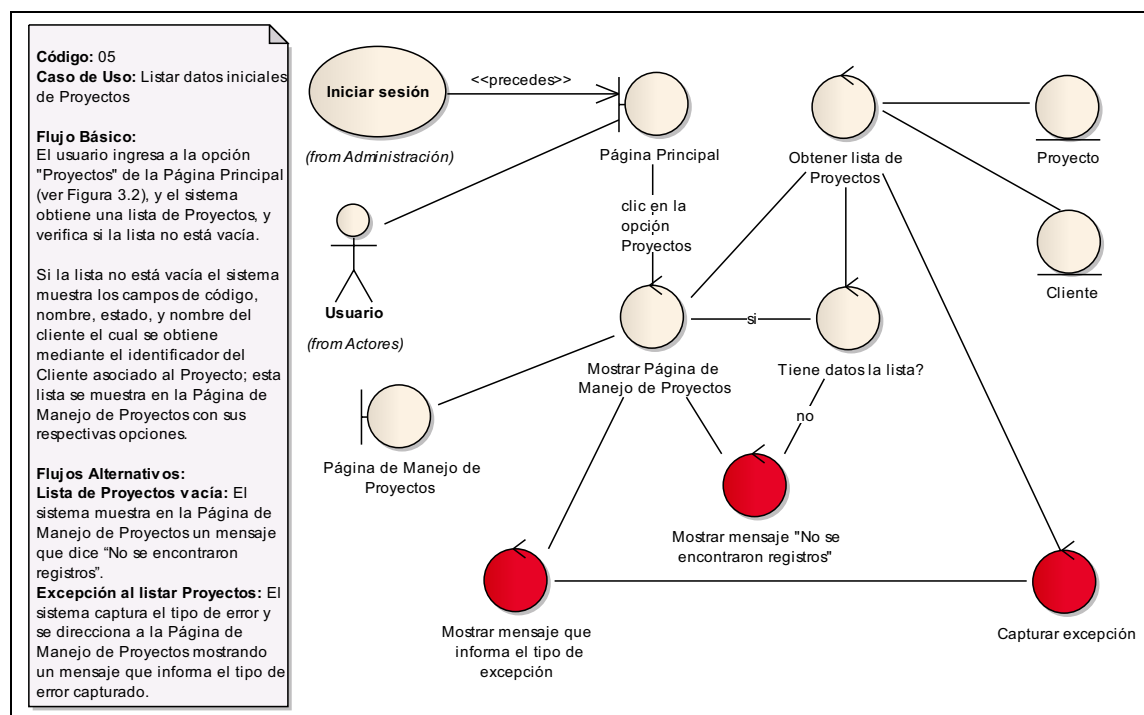 Código: 05
Caso de Uso: Listar datos iniciales
de Proyectos
Flujo Básico:
El usuario ingresa a la opción
"Proyectos" de la Página Principal
(ver Figura 3.2), y el sistema
obtiene una lista de Proyectos, y
verifica si la lista no está vacía.
Si la lista no está vacía el sistema
muestra los campos de código,
nombre, estado, y nombre del
cliente el cual se obtiene
mediante el identificador del
Cliente asociado al Proyecto; esta
lista se muestra en la Página de
Manejo de Proyectos con sus
respectivas opciones.
Flujos Alternativos:
Lista de Proyectos vacía: El
sistema muestra en la Página de
Manejo de Proyectos un mensaje
que dice “No se encontraron
registros”.
Excepción al listar Proyectos: El
sistema captura el tipo de error y
se direcciona a la Página de
Manejo de Proyectos mostrando
un mensaje que informa el tipo de
error capturado.
Iniciar sesión
(from Administración)
<<precedes>>
Página Principal
Obtener lista de
Proyectos
Proyecto
Cliente
clic en la
opción
Proyectos
Usuario
(from Actores)
Mostrar Página de
Manejo de Proyectos
si
Tiene datos la lista?
no
Página de Manejo de
Proyectos
Mostrar mensaje "No se
encontraron registros"
Mostrar mensaje que
informa el tipo de
excepción
Capturar excepción